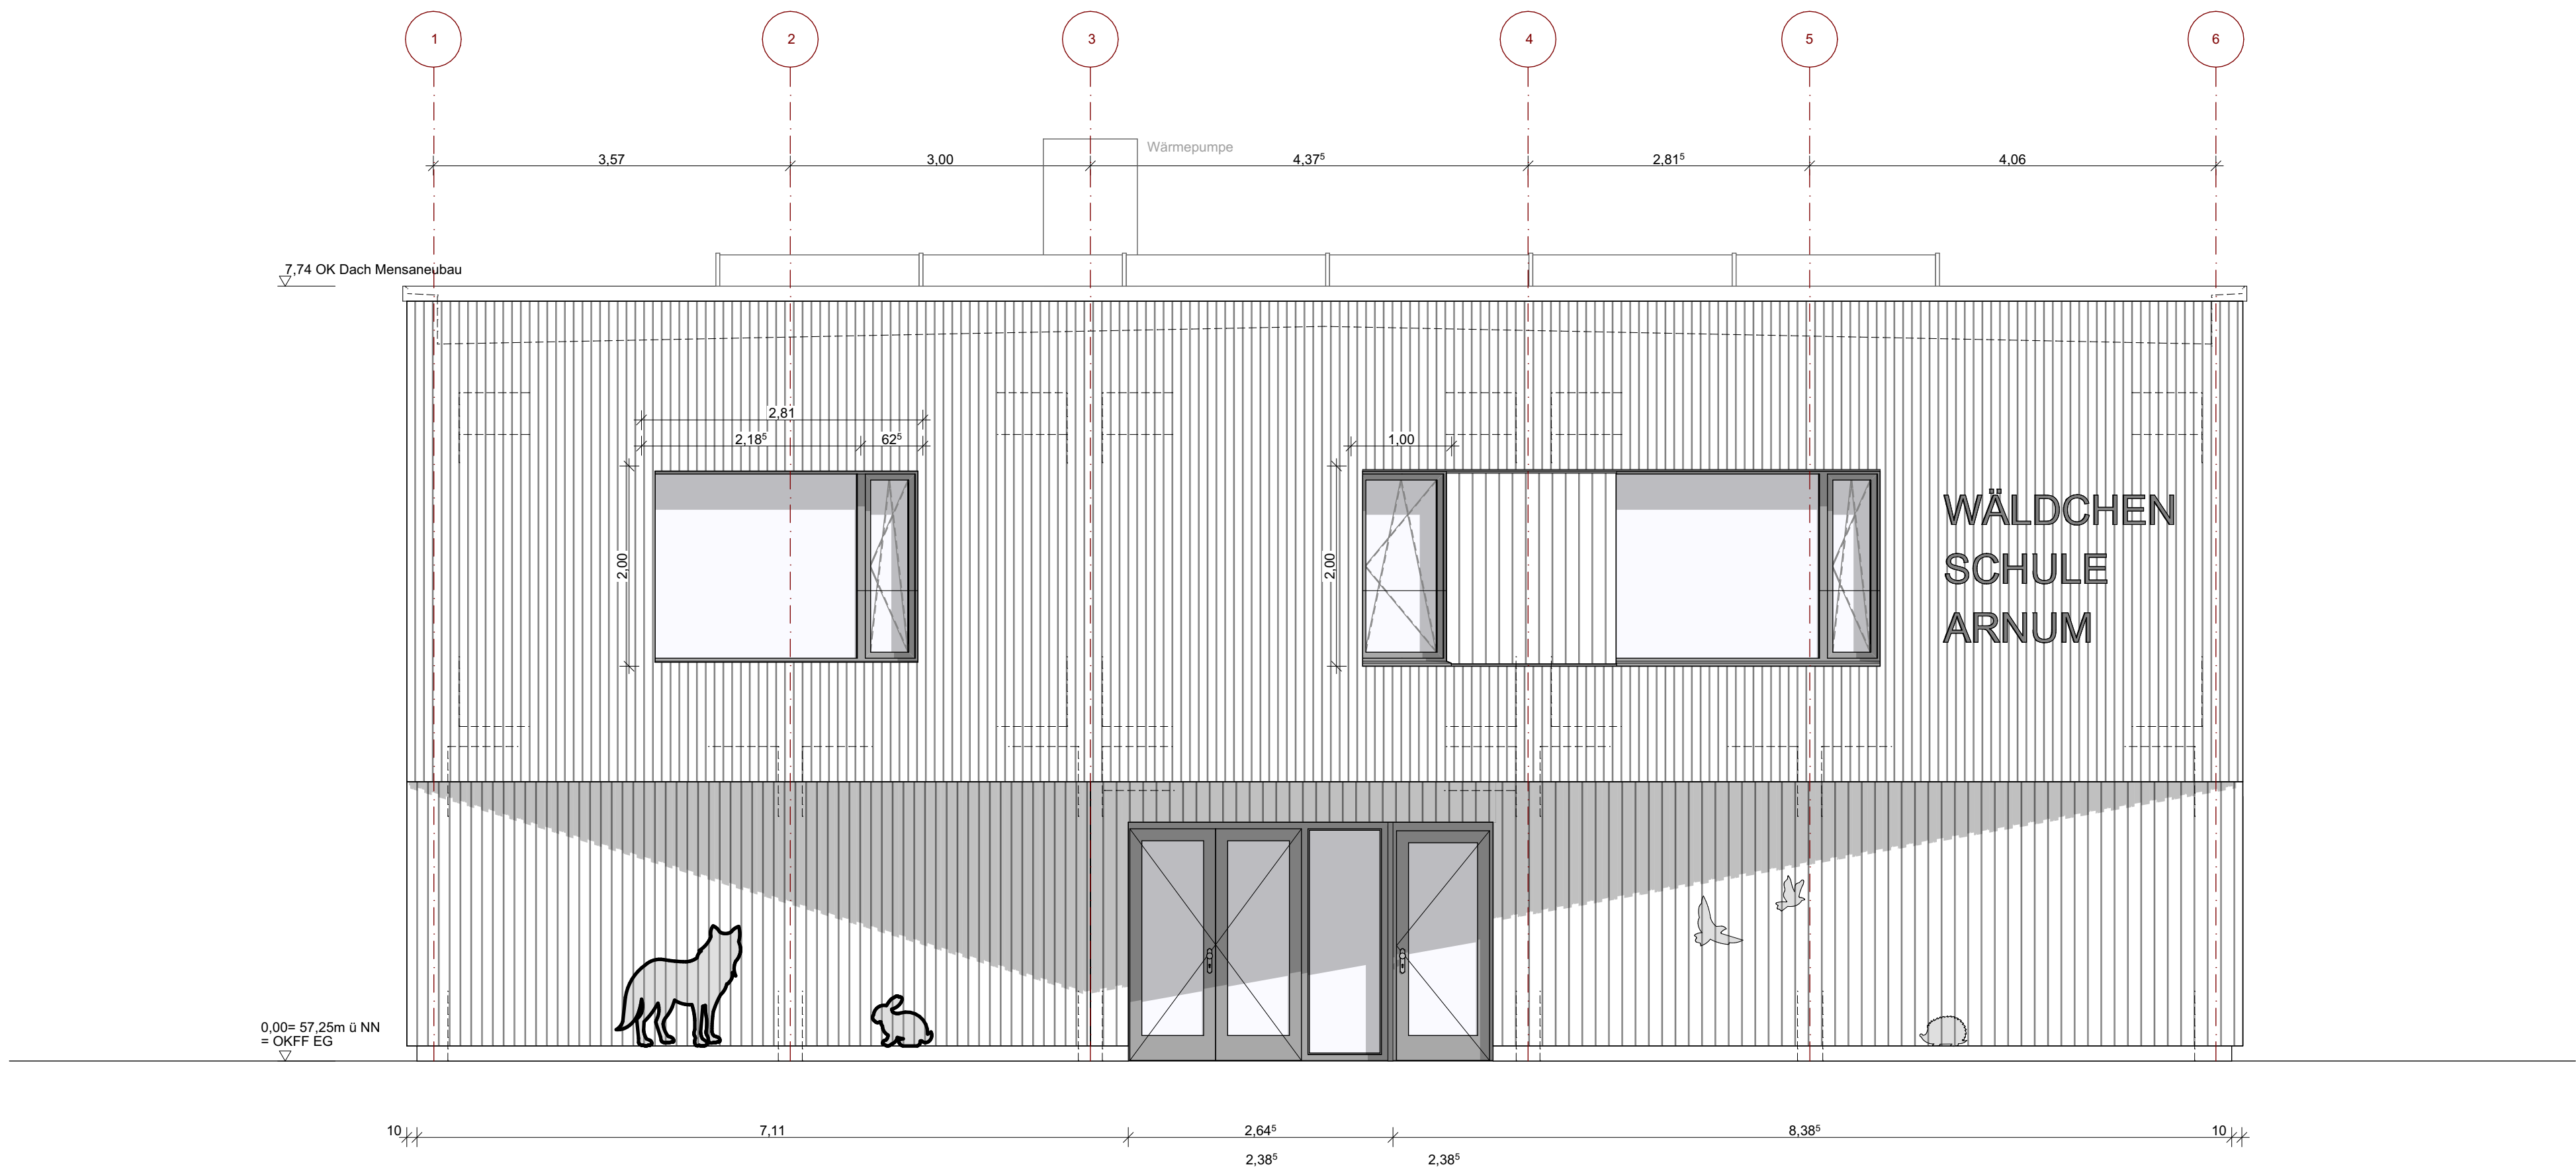 1 2 3 4 5 6
Wärmepumpe
3,57 3,00 4,37⁵ 2,81⁵ 4,06
7,74 OK Dach Mensaneubau
2,81
2,18⁵ 62⁵ 1,00
WÄLDCHEN
SCHULE
ARNUM
2,00 2,00
0,00= 57,25m ü NN
= OKFF EG
10 7,11 2,64⁵ 8,38⁵ 10
2,38⁵ 2,38⁵